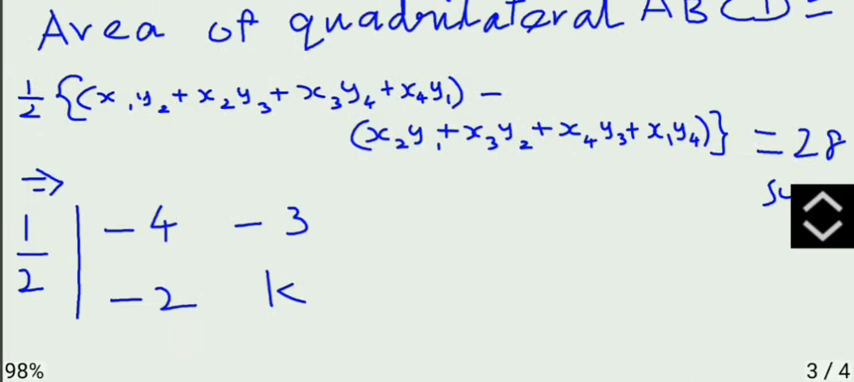 Area of quadrilateral ABCD =
1/2 {(x₁y₂ + x₂y₃ + x₃y₄ + x₄y₁) −
(x₂y₁ + x₃y₂ + x₄y₃ + x₁y₄)} = 28
⇒
1/2 | −4 −3
−2 k
98%
3 / 4